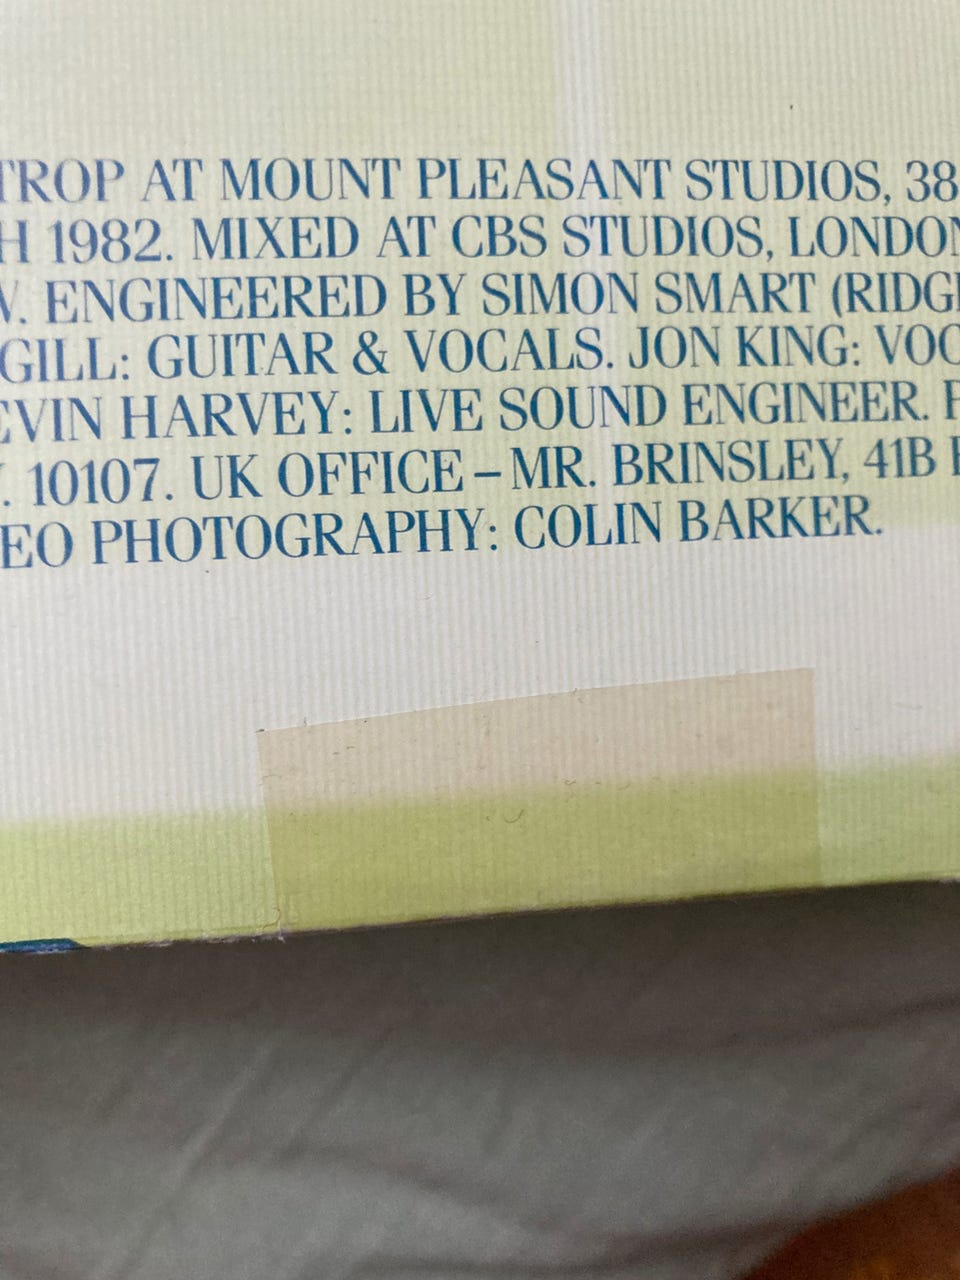 TROP AT MOUNT PLEASANT STUDIOS, 38
H 1982. MIXED AT CBS STUDIOS, LONDON
W. ENGINEERED BY SIMON SMART (RIDG
GILL: GUITAR & VOCALS. JON KING: VOC
EVIN HARVEY: LIVE SOUND ENGINEER.
. 10107. UK OFFICE – MR. BRINSLEY, 41B
EO PHOTOGRAPHY: COLIN BARKER.